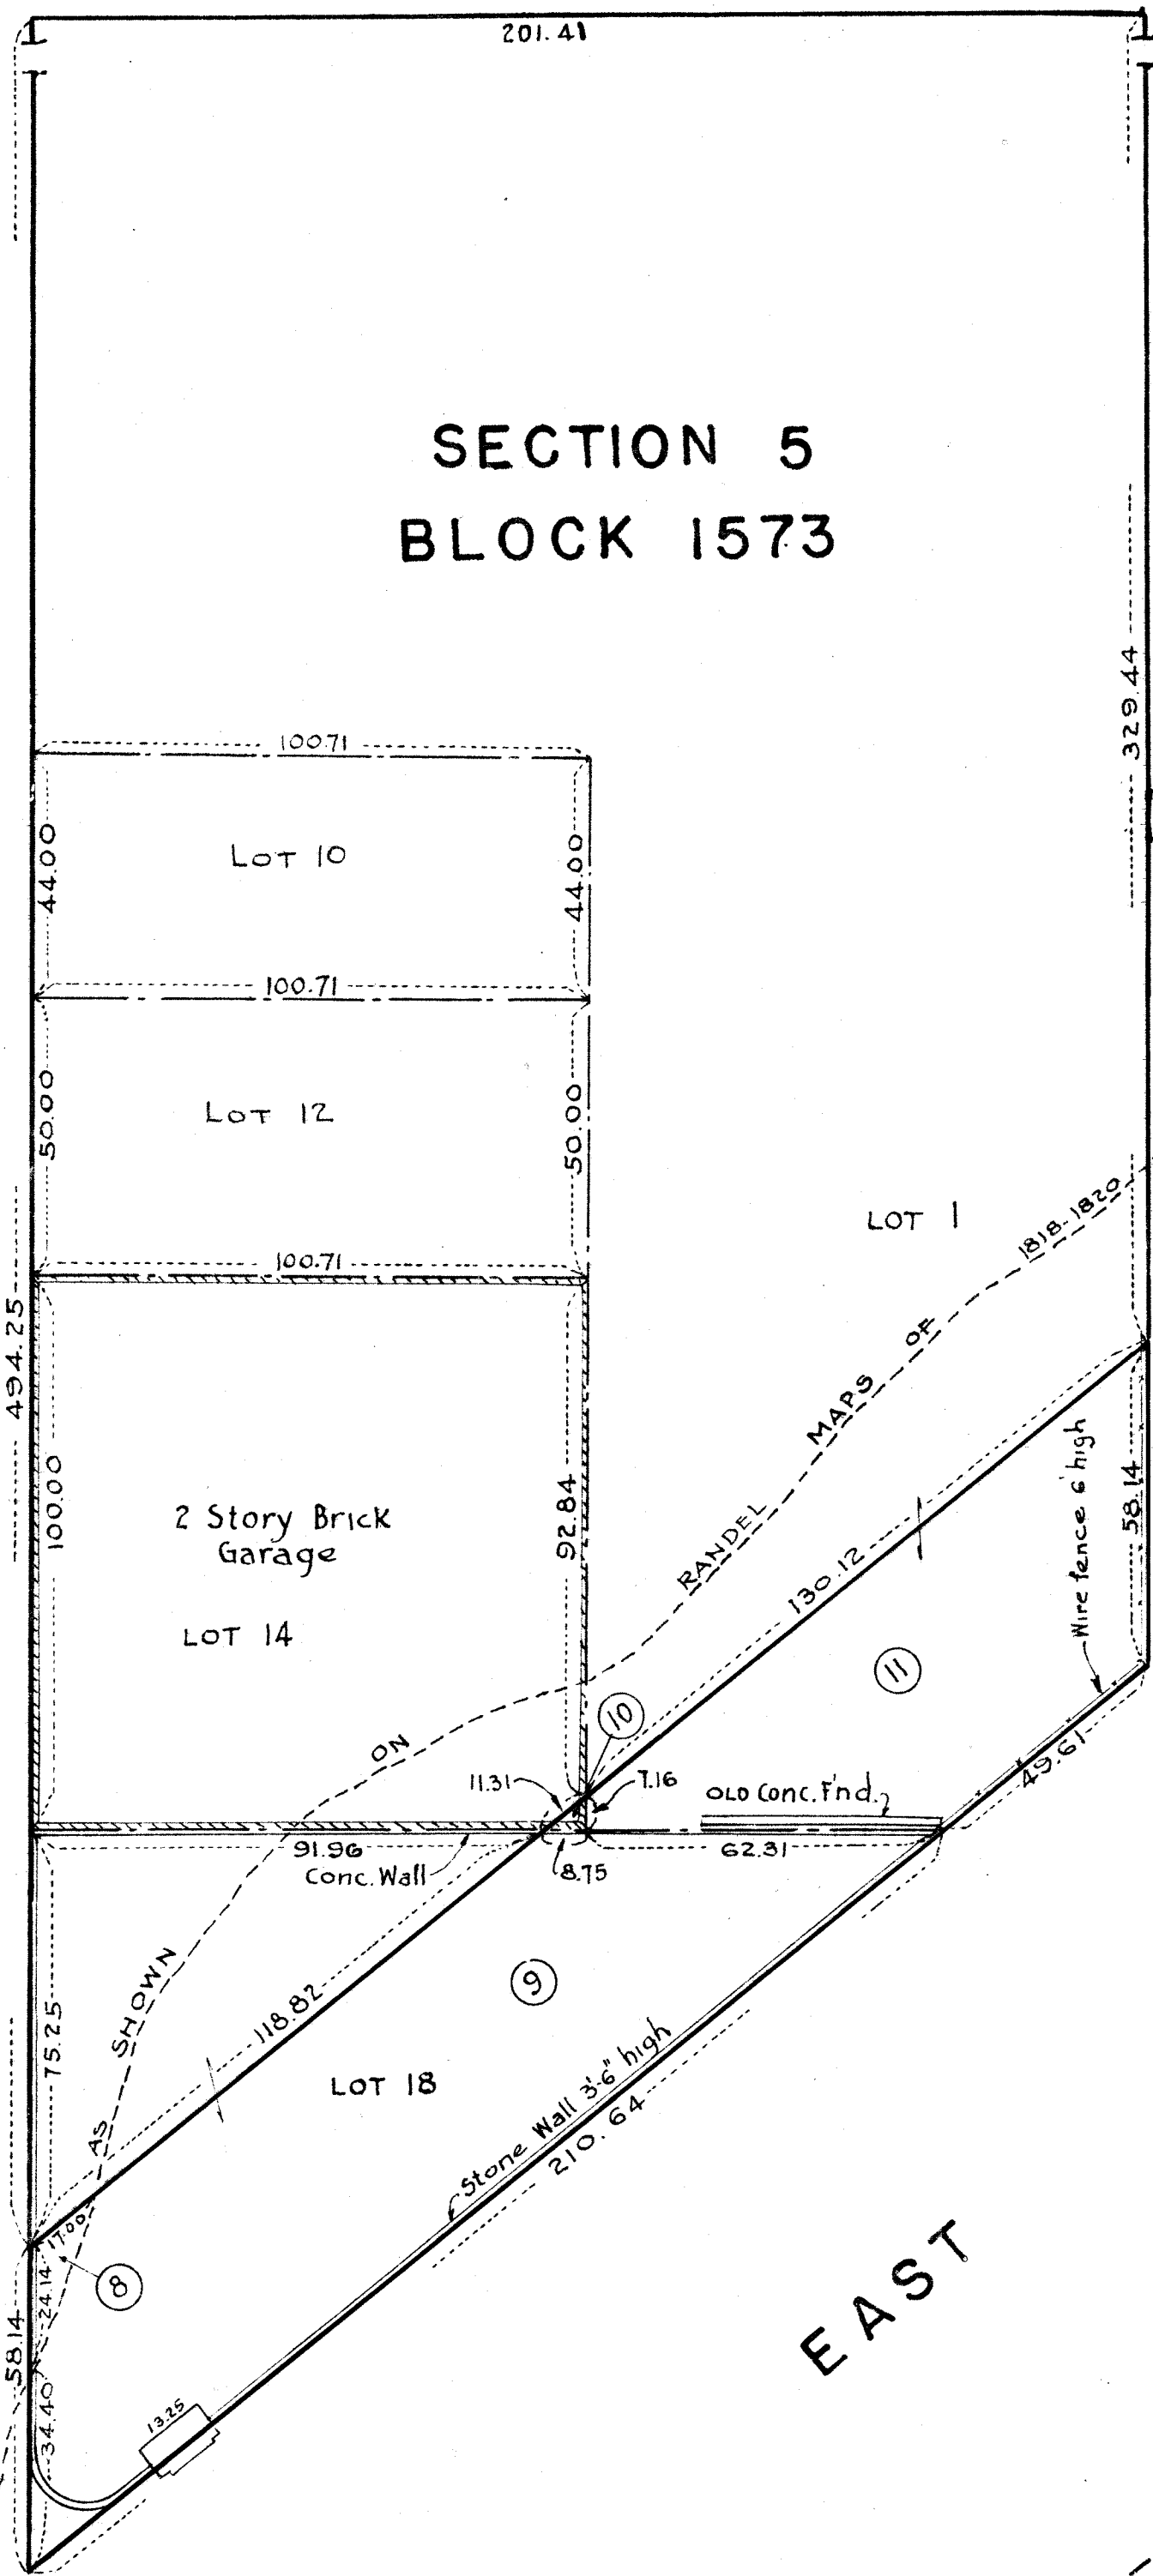 201.41
SECTION 5
BLOCK 1573
329.44
100.71
44.00
LOT 10
44.00
100.71
50.00
LOT 12
50.00
LOT 1
100.71
494.25
100.00
2 Story Brick
Garage
LOT 14
92.84
AS SHOWN ON RANDEL MAPS OF 1818-1820
130.12
Wire fence 6' high
58.14
11
10
11.31
7.16
OLD Conc. F'nd.
49.61
91.96
Conc. Wall
8.75
62.31
75.25
118.82
9
LOT 18
Stone Wall 3'-6" high
210.64
17.00
8
24.14
58.14
34.40
13.25
EAST